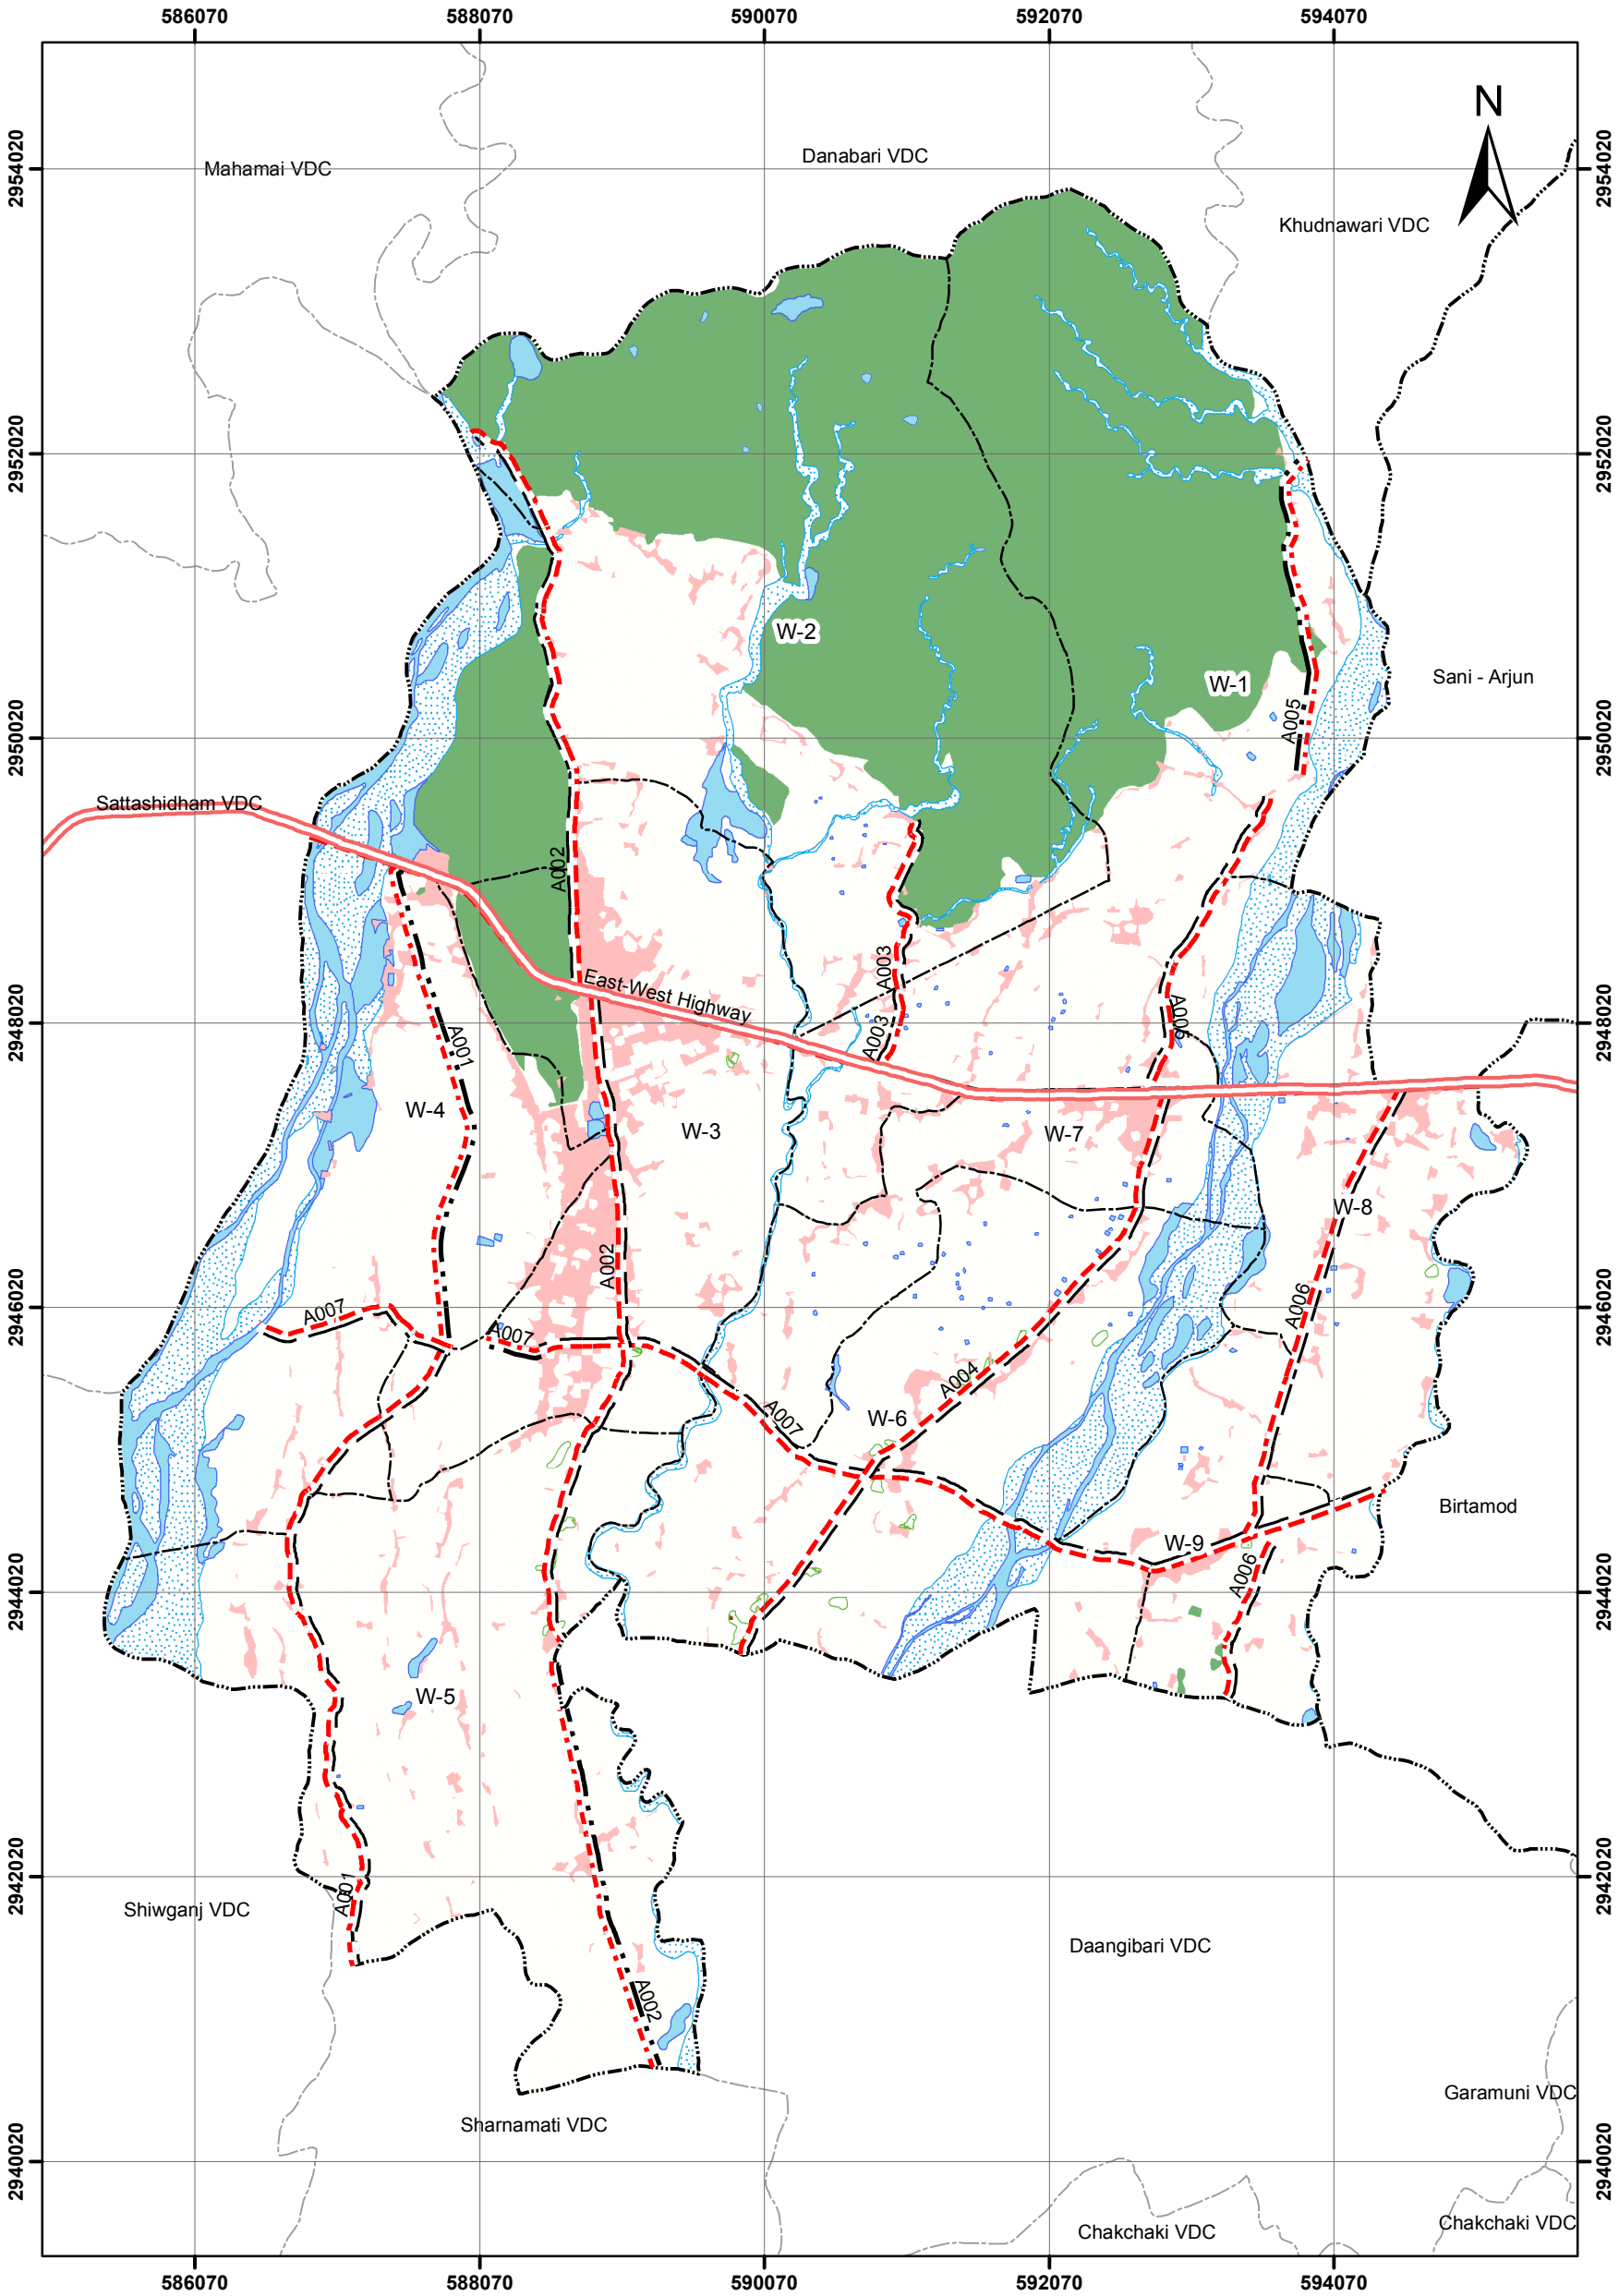 586070 588070 590070 592070 594070
N
2954020
Mahamai VDC
Danabari VDC
2954020
Khudnawari VDC
2952020
2952020
W-2
W-1
Sani - Arjun
A005
2950020
2950020
Sattashidham VDC
A002
A003
East-West Highway
A005
2948020
A003
2948020
A001
W-4
W-3
W-7
W-8
A002
2946020
A007
A007
A006
2946020
A004
A007
W-6
Birtamod
W-9
A006
2944020
2944020
W-5
2942020
A001
2942020
Shiwganj VDC
Daangibari VDC
A002
Garamuni VDC
Sharnamati VDC
2940020
2940020
Chakchaki VDC
Chakchaki VDC
586070 588070 590070 592070 594070